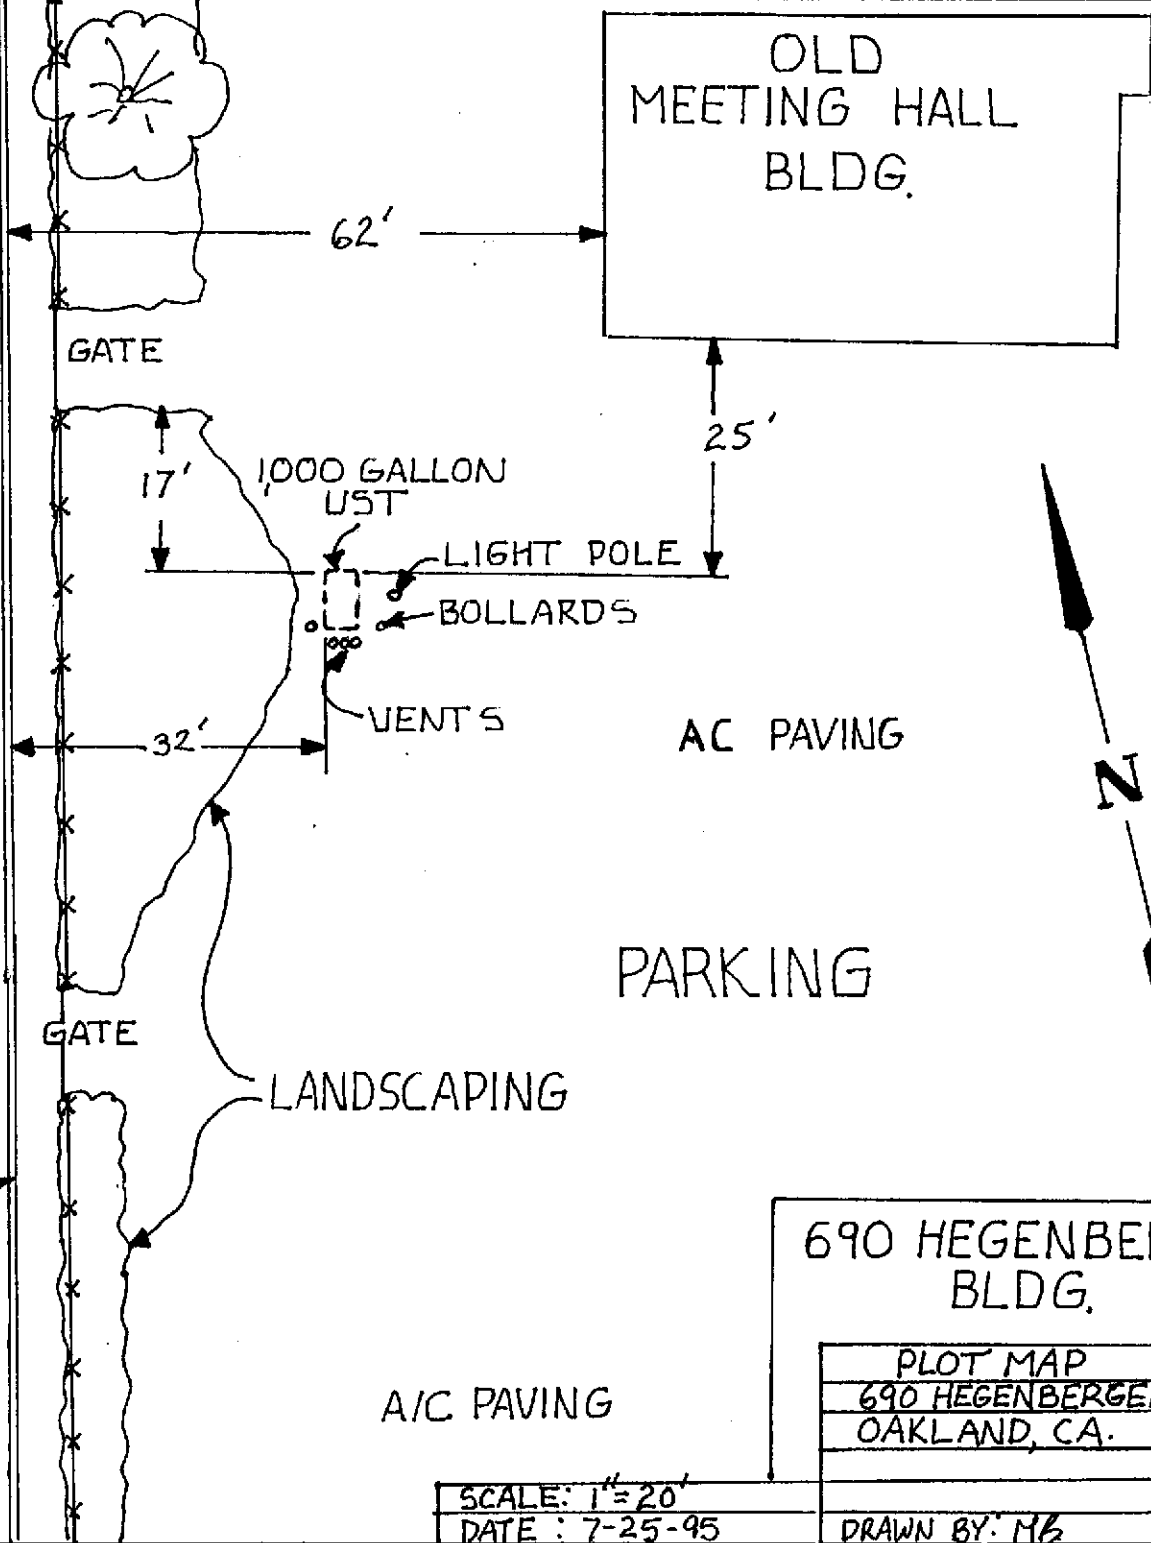 OLD
MEETING HALL
BLDG.
62'
GATE
25'
17'
1,000 GALLON
UST
LIGHT POLE
BOLLARDS
VENTS
32'
AC PAVING
N
PARKING
GATE
LANDSCAPING
690 HEGENBE
BLDG.
PLOT MAP
690 HEGENBERGE
OAKLAND, CA.
A/C PAVING
SCALE: 1"=20'
DATE : 7-25-95
DRAWN BY: MB